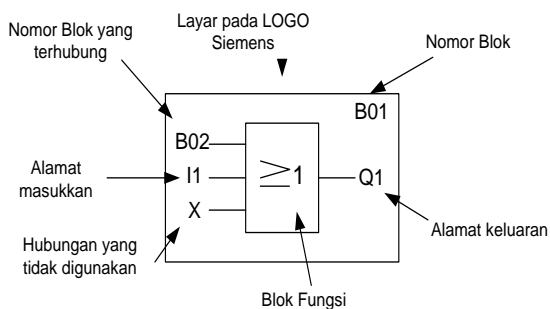 Nomor Blok yang
terhubung
Layar pada LOGO
Siemens
Nomor Blok
B01
B02
Alamat
masukkan
I1
≥1
Q1
X
Hubungan yang
tidak digunakan
Alamat keluaran
Blok Fungsi